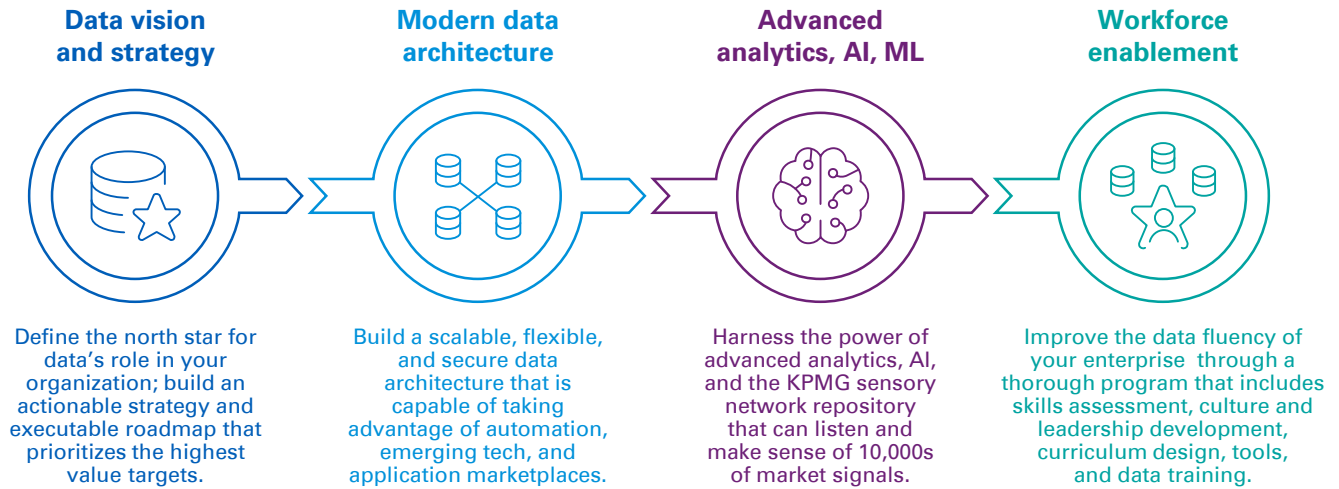 Data vision
and strategy
Modern data
architecture
Advanced
analytics, AI, ML
Workforce
enablement
Define the north star for
data's role in your
organization; build an
actionable strategy and
executable roadmap that
prioritizes the highest
value targets.
Build a scalable, flexible,
and secure data
architecture that is
capable of taking
advantage of automation,
emerging tech, and
application marketplaces.
Harness the power of
advanced analytics, AI,
and the KPMG sensory
network repository
that can listen and
make sense of 10,000s
of market signals.
Improve the data fluency of
your enterprise through a
thorough program that includes
skills assessment, culture and
leadership development,
curriculum design, tools,
and data training.